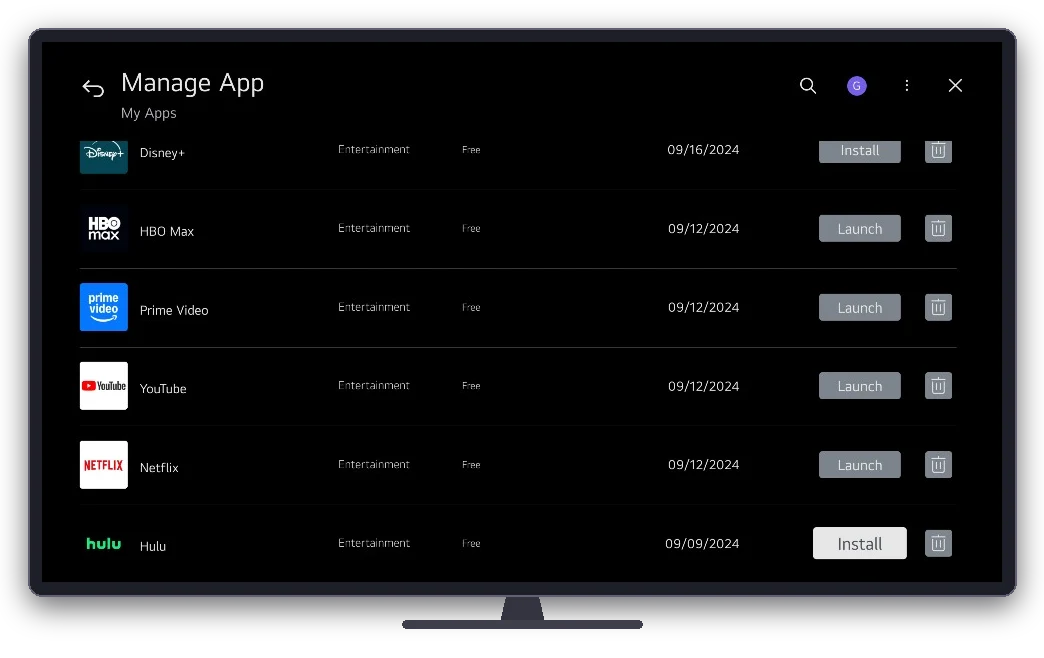 Manage App
G
My Apps
Disney+ Disney+ Entertainment Free 09/16/2024 Install
HBO max HBO Max Entertainment Free 09/12/2024 Launch
prime video Prime Video Entertainment Free 09/12/2024 Launch
YouTube YouTube Entertainment Free 09/12/2024 Launch
NETFLIX Netflix Entertainment Free 09/12/2024 Launch
hulu Hulu Entertainment Free 09/09/2024 Install